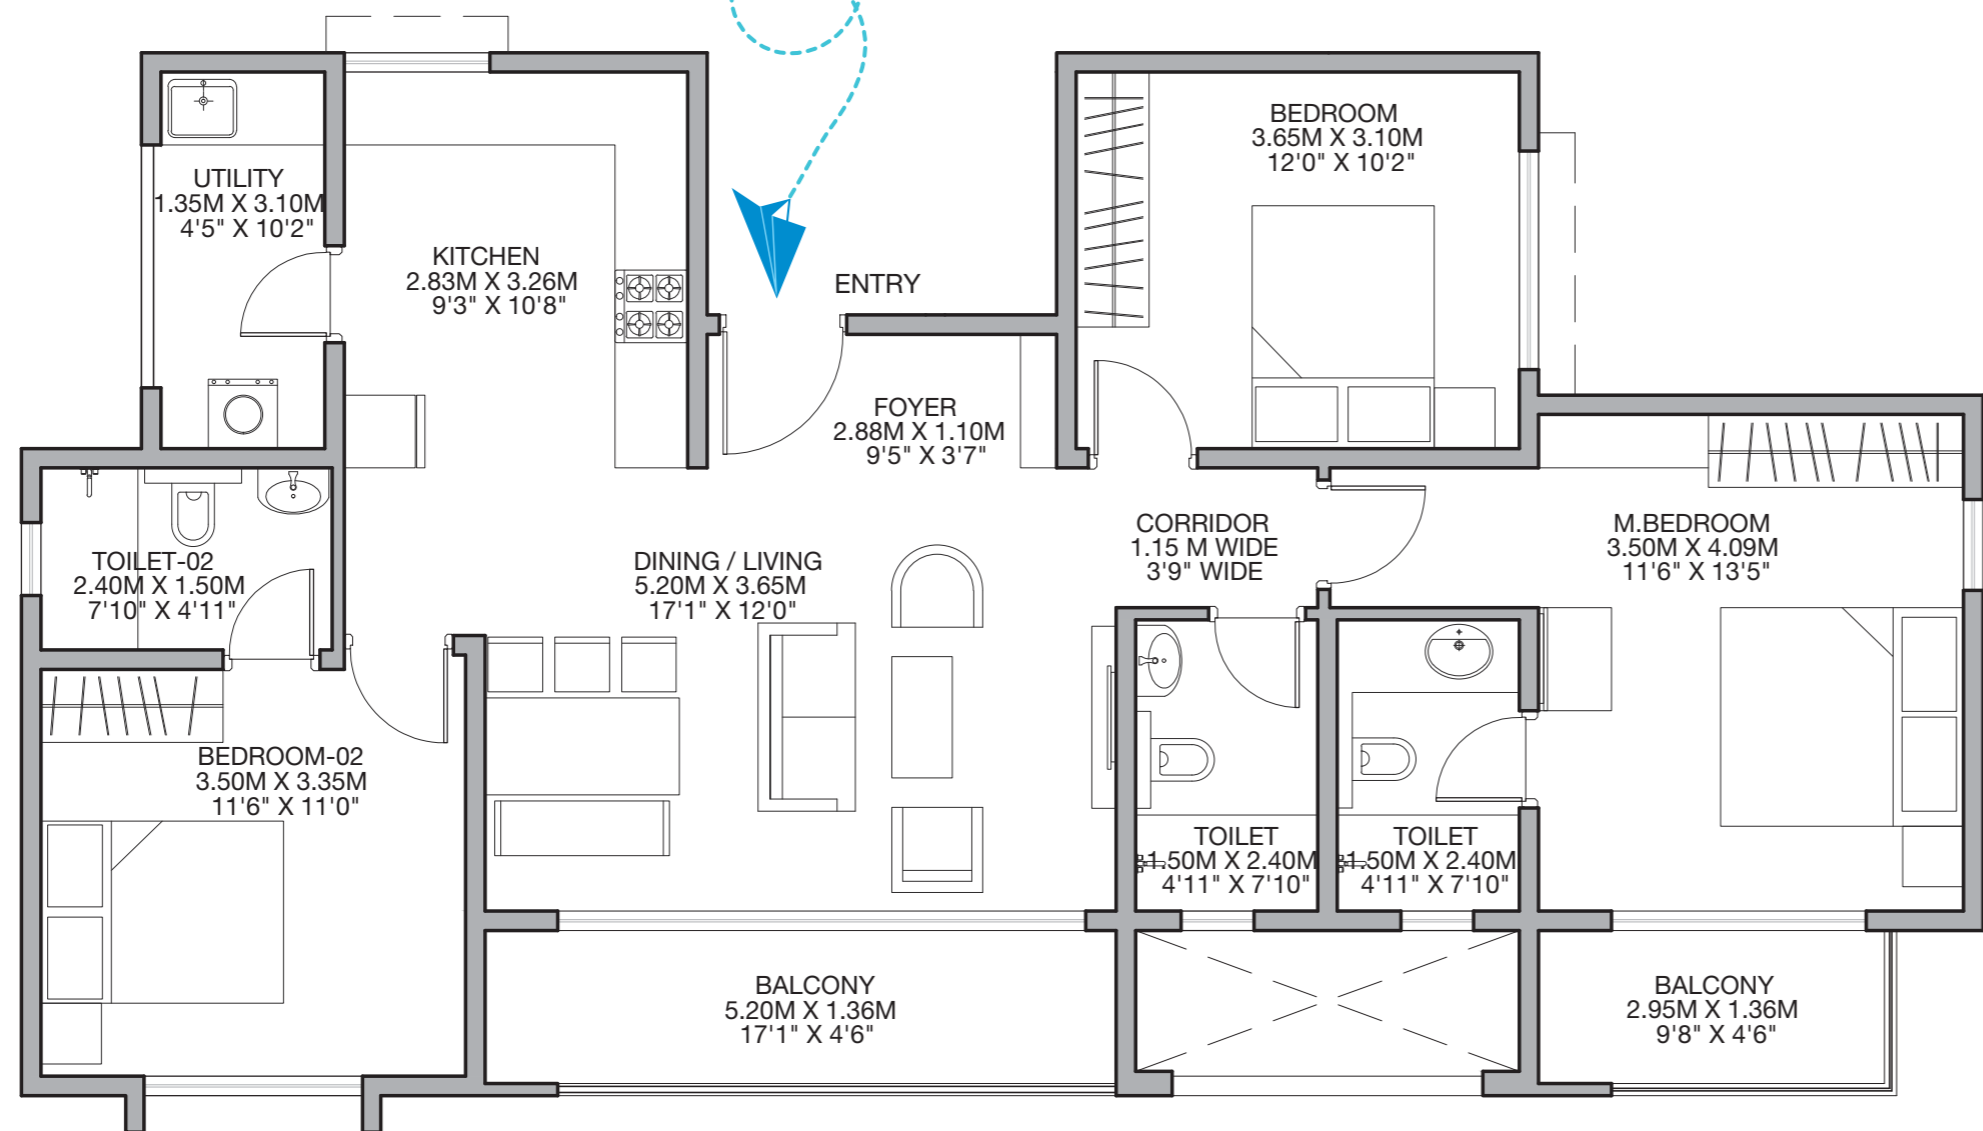 BEDROOM
3.65M X 3.10M
12'0" X 10'2"
UTILITY
1.35M X 3.10M
4'5" X 10'2"
KITCHEN
2.83M X 3.26M
9'3" X 10'8"
ENTRY
FOYER
2.88M X 1.10M
9'5" X 3'7"
TOILET-02
2.40M X 1.50M
7'10" X 4'11"
DINING / LIVING
5.20M X 3.65M
17'1" X 12'0"
CORRIDOR
1.15 M WIDE
3'9" WIDE
M.BEDROOM
3.50M X 4.09M
11'6" X 13'5"
BEDROOM-02
3.50M X 3.35M
11'6" X 11'0"
TOILET
1.50M X 2.40M
4'11" X 7'10"
TOILET
1.50M X 2.40M
4'11" X 7'10"
BALCONY
5.20M X 1.36M
17'1" X 4'6"
BALCONY
2.95M X 1.36M
9'8" X 4'6"